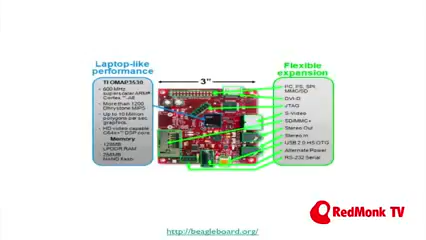 Laptop-like
performance
TI OMAP3530
600 MHz
superscalar ARM®
Cortex™-A8
More than 1200
Dhrystone MIPS
Up to 10 Million
polygons per sec
graphics
HD video capable
C64x+™ DSP core
Memory
128MB
LPDDR RAM
256MB
NAND flash
3"
Flexible
expansion
I²C, I²S, SPI,
MMC/SD
DVI-D
JTAG
S-Video
SD/MMC+
Stereo Out
Stereo In
USB 2.0 HS OTG
Alternate Power
RS-232 Serial
RedMonk TV
http://beagleboard.org/